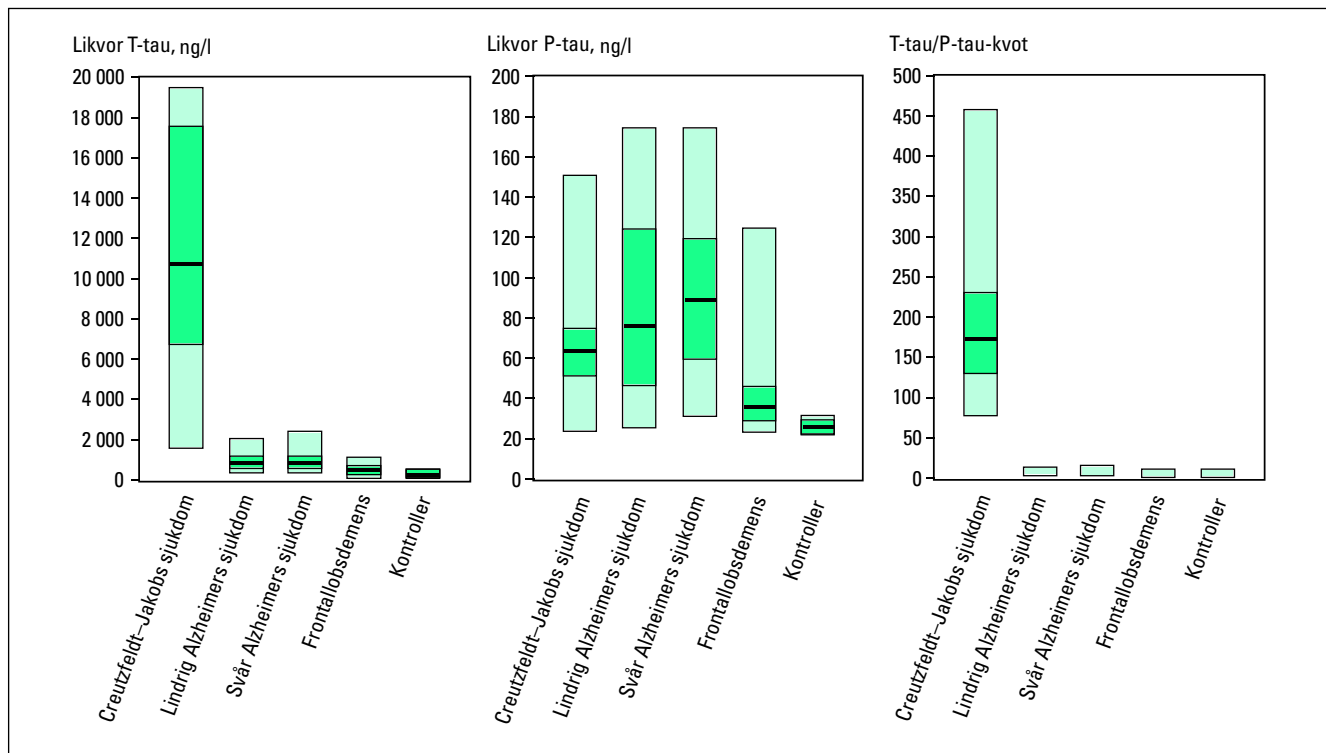 Likvor T-tau, ng/l
20 000
18 000
16 000
14 000
12 000
10 000
8 000
6 000
4 000
2 000
0
Creutzfeldt–Jakobs sjukdom
Lindrig Alzheimers sjukdom
Svår Alzheimers sjukdom
Frontallobsdemens
Kontroller
Likvor P-tau, ng/l
200
180
160
140
120
100
80
60
40
20
0
Creutzfeldt–Jakobs sjukdom
Lindrig Alzheimers sjukdom
Svår Alzheimers sjukdom
Frontallobsdemens
Kontroller
T-tau/P-tau-kvot
500
450
400
350
300
250
200
150
100
50
0
Creutzfeldt–Jakobs sjukdom
Lindrig Alzheimers sjukdom
Svår Alzheimers sjukdom
Frontallobsdemens
Kontroller